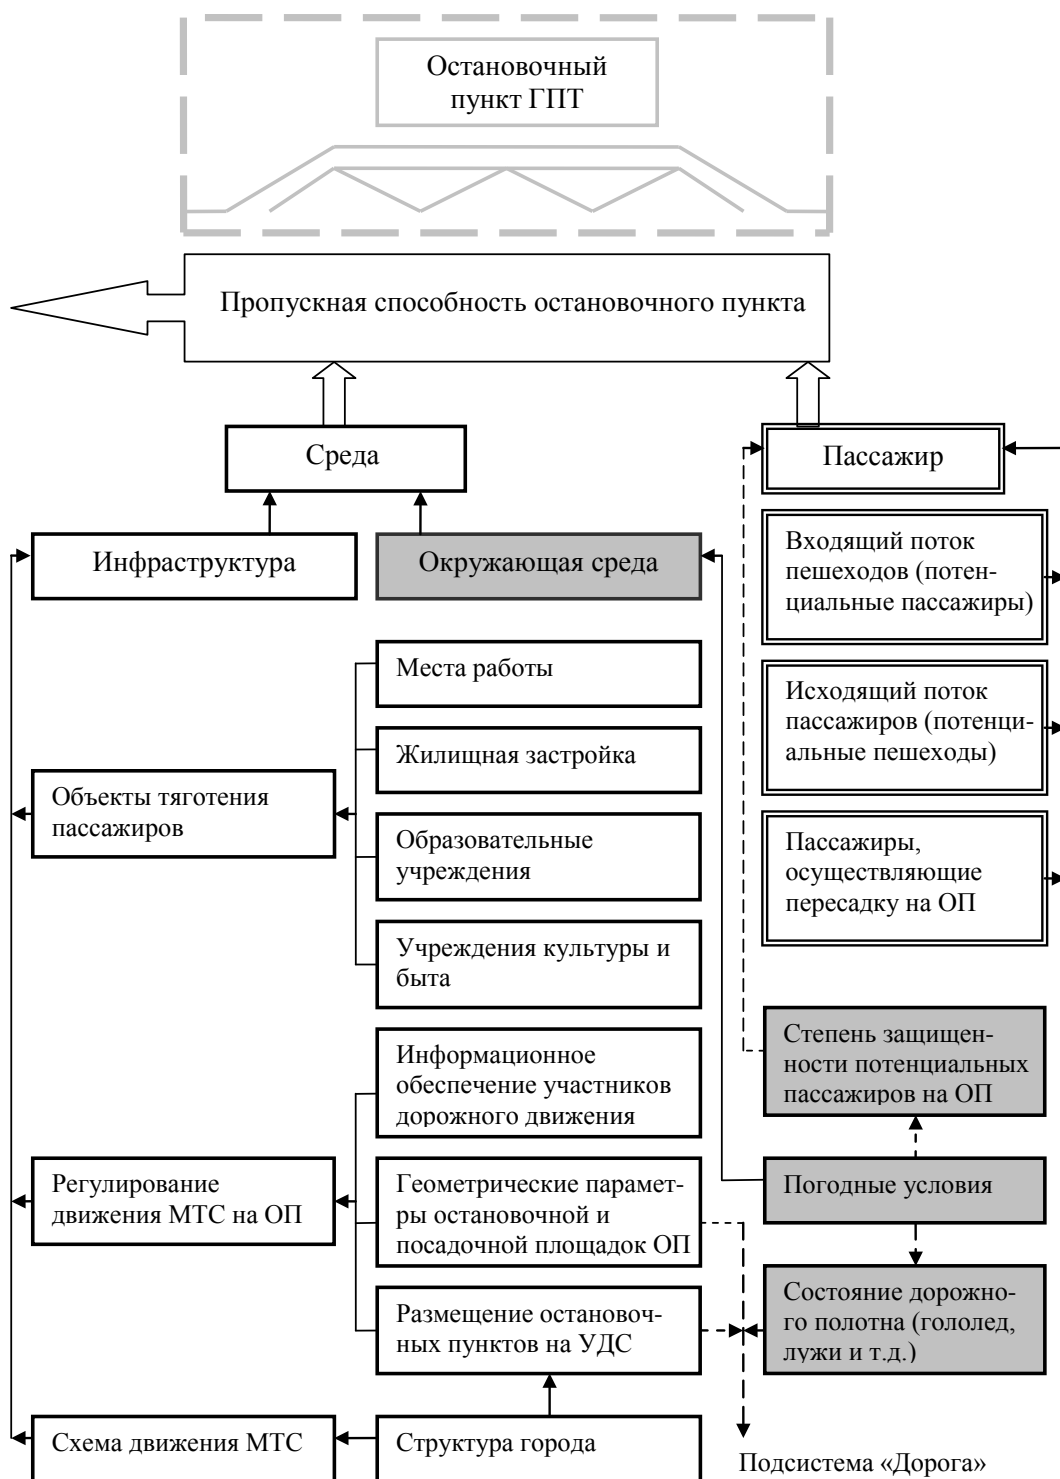 Остановочный
пункт ГПТ
Пропускная способность остановочного пункта
Среда
Пассажир
Инфраструктура
Окружающая среда
Входящий поток
пешеходов (потен-
циальные пассажиры)
Места работы
Исходящий поток
пассажиров (потенци-
альные пешеходы)
Жилищная застройка
Объекты тяготения
пассажиров
Образовательные
учреждения
Пассажиры,
осуществляющие
пересадку на ОП
Учреждения культуры и
быта
Информационное
обеспечение участников
дорожного движения
Степень защищен-
ности потенциальных
пассажиров на ОП
Регулирование
движения МТС на ОП
Геометрические парамет-
ры остановочной и
посадочной площадок ОП
Погодные условия
Размещение остановоч-
ных пунктов на УДС
Состояние дорожно-
го полотна (гололед,
лужи и т.д.)
Схема движения МТС
Структура города
Подсистема «Дорога»